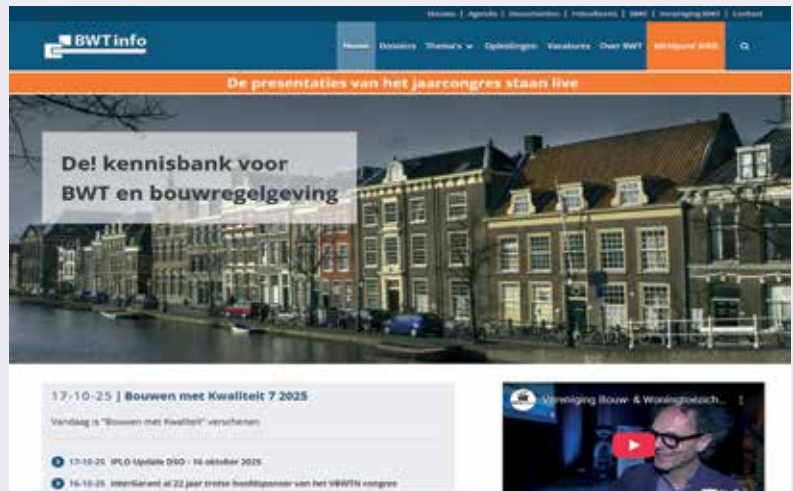 Nieuws | Agenda | Documenten | Fotoalbums | SBWT | Vereniging BWT | Contact
BWTinfo
Home Dossiers Thema's Opleidingen Vacatures Over BWT Meldpunt WKB
De presentaties van het jaarcongres staan live
De! kennisbank voor
BWT en bouwregelgeving
17-10-25 | Bouwen met Kwaliteit 7 2025
Vandaag is "Bouwen met Kwaliteit" verschenen
17-10-25 IPLO Update DSO - 16 oktober 2025
16-10-25 InterGarant al 22 jaar trotse hoofdsponsor van het VBWTN congres
Vereniging Bouw- & Woningtoezich...